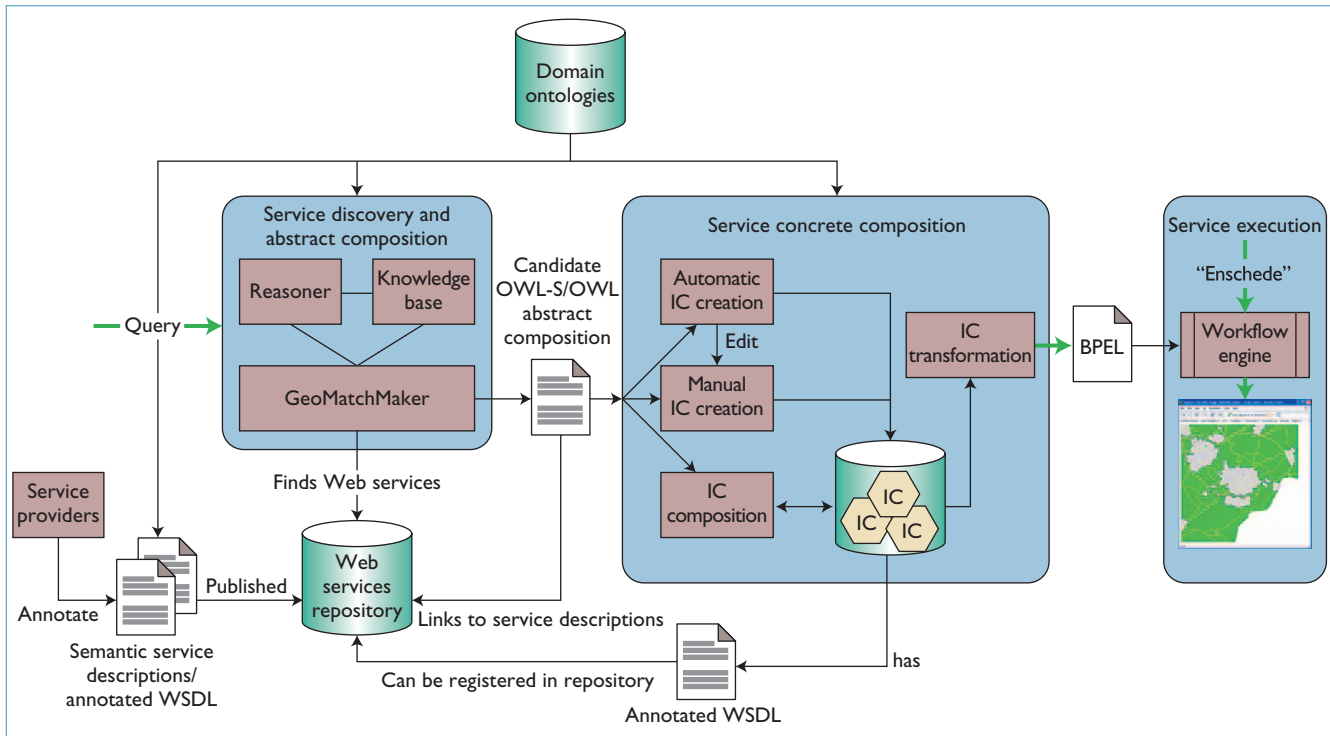 Domain
ontologies
Service discovery and
abstract composition
Reasoner
Knowledge
base
GeoMatchMaker
Query
Finds Web services
Service
providers
Annotate
Semantic service
descriptions/
annotated WSDL
Published
Web
services
repository
Candidate
OWL-S/OWL
abstract
composition
Links to service descriptions
Can be registered in repository
Annotated WSDL
has
Service concrete composition
Automatic
IC creation
Edit
Manual
IC creation
IC
composition
IC
IC
IC
IC
transformation
BPEL
Service execution
“Enschede”
Workflow
engine